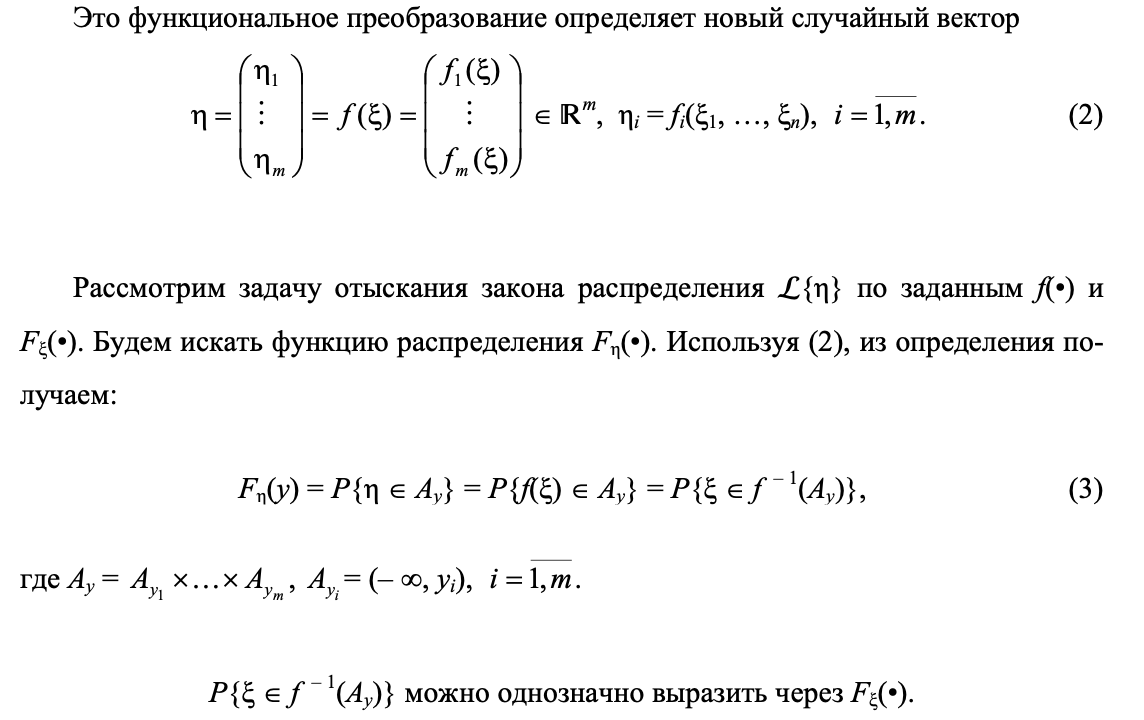 Это функциональное преобразование определяет новый случайный вектор
η = (η₁ ⋮ ηₘ) = f(ξ) = (f₁(ξ) ⋮ fₘ(ξ)) ∈ ℝᵐ, ηᵢ = fᵢ(ξ₁, …, ξₙ), i = 1,m̅. (2)
Рассмотрим задачу отыскания закона распределения ℒ{η} по заданным f(•) и
F_ξ(•). Будем искать функцию распределения F_η(•). Используя (2), из определения по-
лучаем:
F_η(y) = P{η ∈ A_y} = P{f(ξ) ∈ A_y} = P{ξ ∈ f ⁻¹(A_y)}, (3)
где A_y = A_{y₁} ×…× A_{yₘ}, A_{yᵢ} = (– ∞, yᵢ), i = 1,m̅.
P{ξ ∈ f ⁻¹(A_y)} можно однозначно выразить через F_ξ(•).